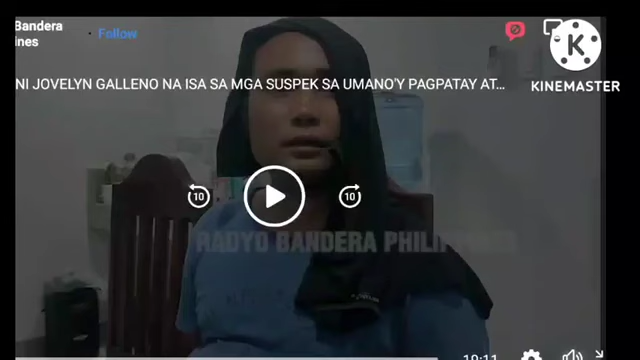 Bandera
ines
· Follow
K
KINEMASTER
NI JOVELYN GALLENO NA ISA SA MGA SUSPEK SA UMANO'Y PAGPATAY AT...
10
10
RADYO BANDERA PHILIPPINES
19:11